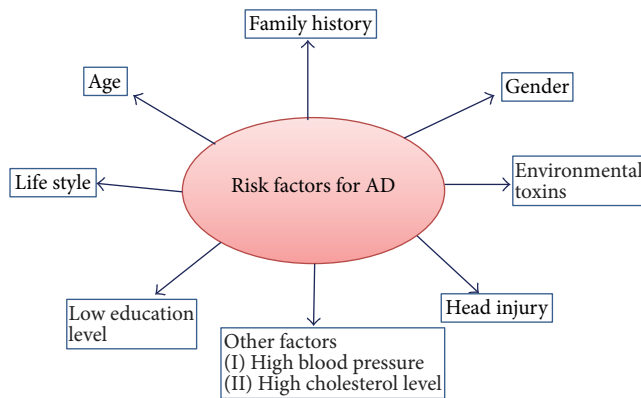 Family history
Age
Gender
Risk factors for AD
Life style
Environmental
toxins
Low education
level
Head injury
Other factors
(I) High blood pressure
(II) High cholesterol level